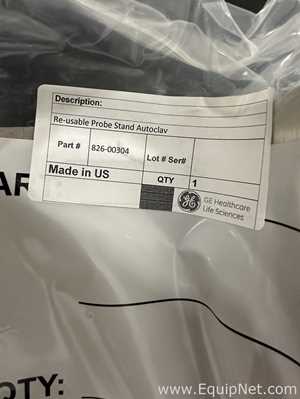 Description:
Re-usable Probe Stand Autoclav
Part # 826-00304 Lot # Ser#
Made in US QTY 1
GE Healthcare
Life Sciences
AR
QTY:
www.EquipNet.com